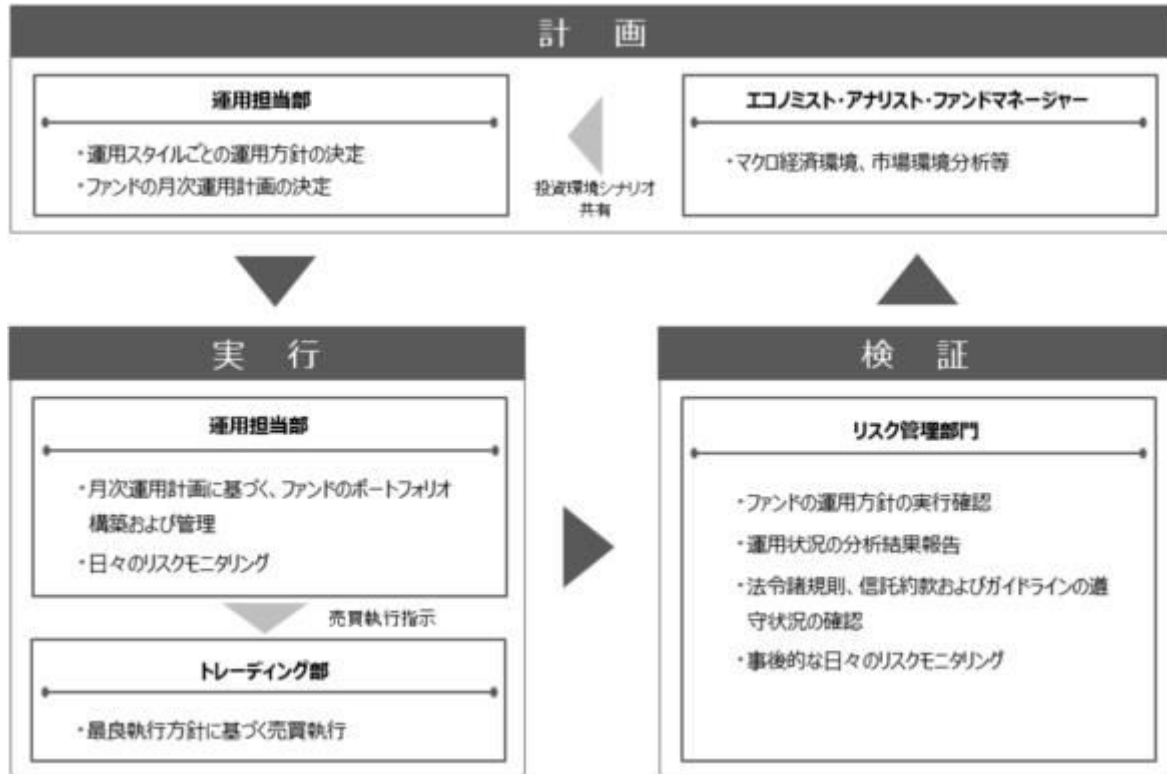 計　画
運用担当部
・運用スタイルごとの運用方針の決定
・ファンドの月次運用計画の決定
投資環境シナリオ
共有
エコノミスト・アナリスト・ファンドマネージャー
・マクロ経済環境、市場環境分析等
実　行
運用担当部
・月次運用計画に基づく、ファンドのポートフォリオ
構築および管理
・日々のリスクモニタリング
売買執行指示
トレーディング部
・最良執行方針に基づく売買執行
検　証
リスク管理部門
・ファンドの運用方針の実行確認
・運用状況の分析結果報告
・法令諸規則、信託約款およびガイドラインの遵
守状況の確認
・事後的な日々のリスクモニタリング